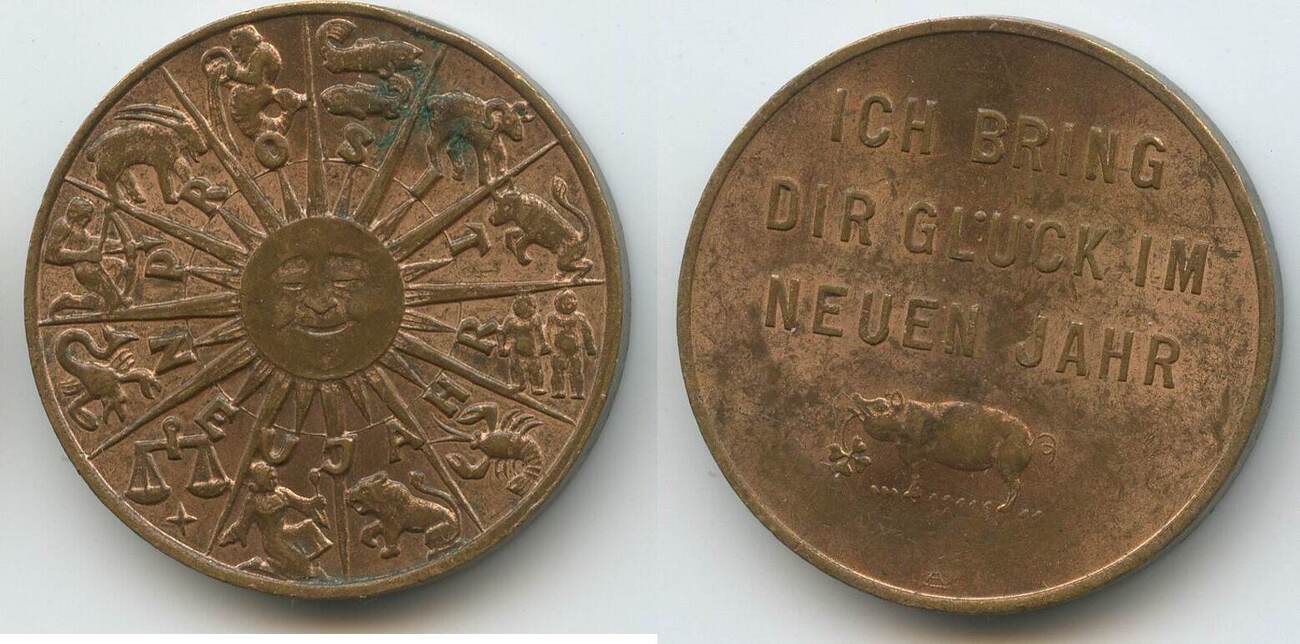 PROSIT
NEUJAHR
ICH BRING
DIR GLÜCK IM
NEUEN JAHR